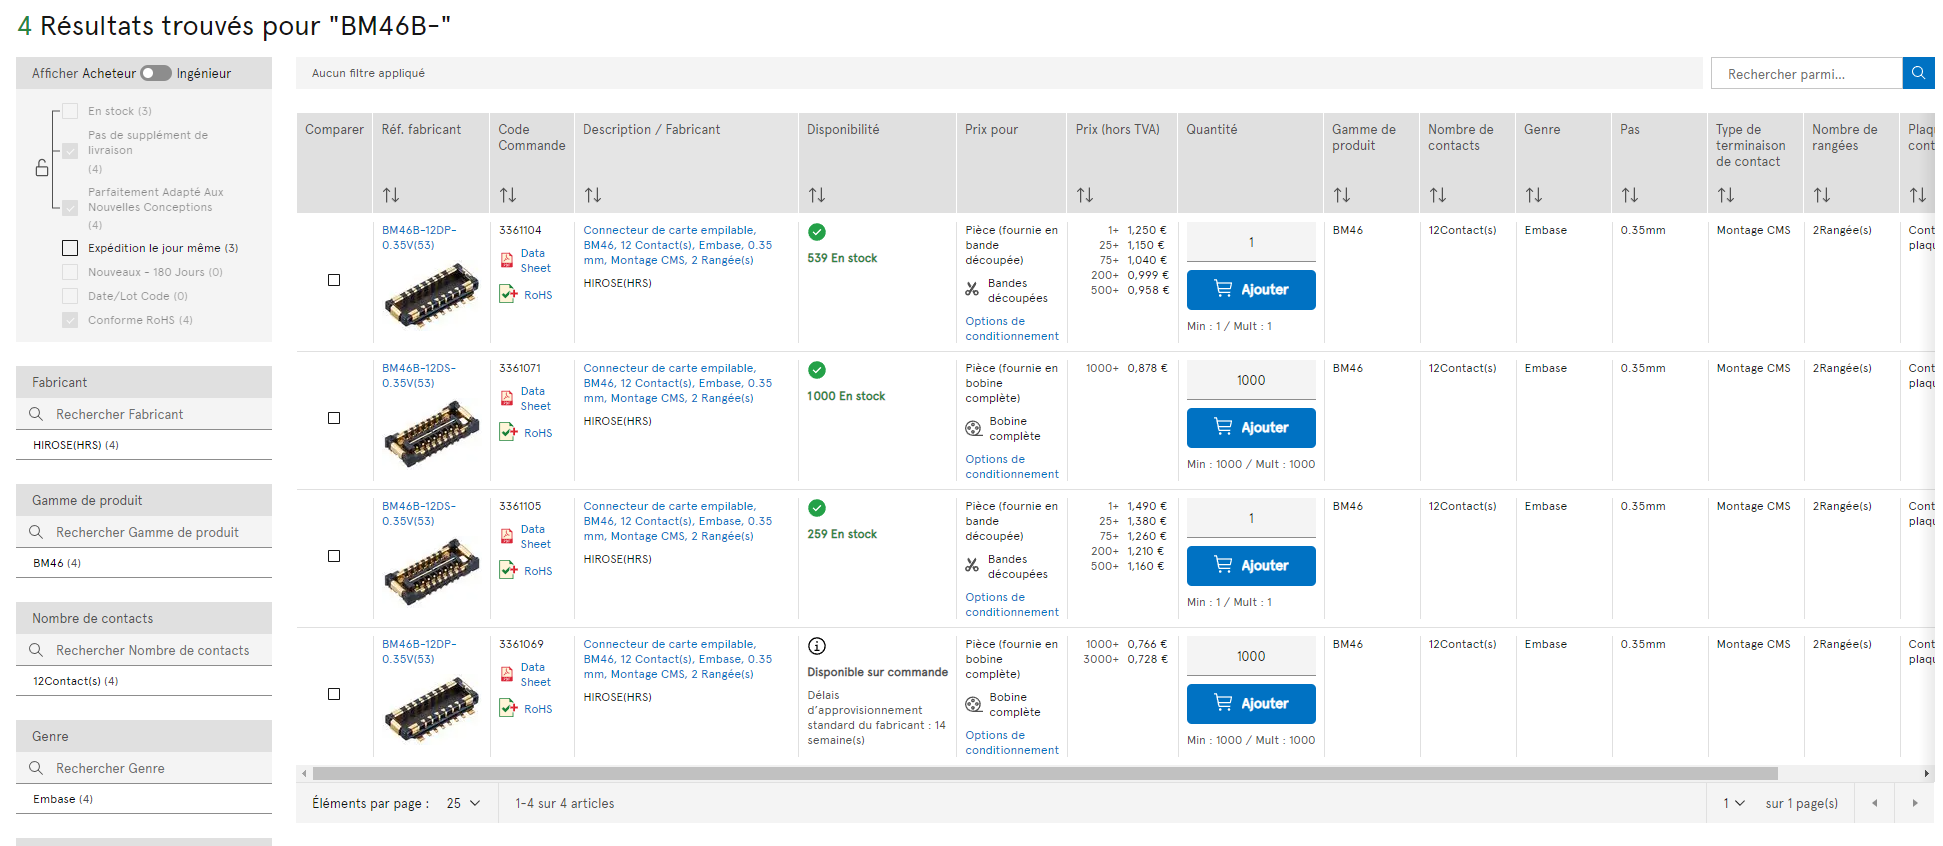 4 Résultats trouvés pour "BM46B-"
Afficher Acheteur Ingénieur
En stock (3)
Pas de supplément de
livraison
(4)
Parfaitement Adapté Aux
Nouvelles Conceptions
(4)
Expédition le jour même (3)
Nouveaux - 180 Jours (0)
Date/Lot Code (0)
Conforme RoHS (4)
Fabricant
Rechercher Fabricant
HIROSE(HRS) (4)
Gamme de produit
Rechercher Gamme de produit
BM46 (4)
Nombre de contacts
Rechercher Nombre de contacts
12Contact(s) (4)
Genre
Rechercher Genre
Embase (4)
Aucun filtre appliqué
Rechercher parmi...
Comparer
Réf. fabricant
Code
Commande
Description / Fabricant
Disponibilité
Prix pour
Prix (hors TVA)
Quantité
Gamme de
produit
Nombre de
contacts
Genre
Pas
Type de
terminaison
de contact
Nombre de
rangées
Plaqu
cont
BM46B-12DP-
0.35V(53)
3361104
Data
Sheet
RoHS
Connecteur de carte empilable,
BM46, 12 Contact(s), Embase, 0.35
mm, Montage CMS, 2 Rangée(s)
HIROSE(HRS)
539 En stock
Pièce (fournie en
bande
découpée)
Bandes
découpées
Options de
conditionnement
1+ 1,250 €
25+ 1,150 €
75+ 1,040 €
200+ 0,999 €
500+ 0,958 €
1
Ajouter
Min : 1 / Mult : 1
BM46
12Contact(s)
Embase
0.35mm
Montage CMS
2Rangée(s)
Cont
plaqu
BM46B-12DS-
0.35V(53)
3361071
Data
Sheet
RoHS
Connecteur de carte empilable,
BM46, 12 Contact(s), Embase, 0.35
mm, Montage CMS, 2 Rangée(s)
HIROSE(HRS)
1000 En stock
Pièce (fournie en
bobine
complète)
Bobine
complète
Options de
conditionnement
1000+ 0,878 €
1000
Ajouter
Min : 1000 / Mult : 1000
BM46
12Contact(s)
Embase
0.35mm
Montage CMS
2Rangée(s)
Cont
plaqu
BM46B-12DS-
0.35V(53)
3361105
Data
Sheet
RoHS
Connecteur de carte empilable,
BM46, 12 Contact(s), Embase, 0.35
mm, Montage CMS, 2 Rangée(s)
HIROSE(HRS)
259 En stock
Pièce (fournie en
bande
découpée)
Bandes
découpées
Options de
conditionnement
1+ 1,490 €
25+ 1,380 €
75+ 1,260 €
200+ 1,210 €
500+ 1,160 €
1
Ajouter
Min : 1 / Mult : 1
BM46
12Contact(s)
Embase
0.35mm
Montage CMS
2Rangée(s)
Cont
plaqu
BM46B-12DP-
0.35V(53)
3361069
Data
Sheet
RoHS
Connecteur de carte empilable,
BM46, 12 Contact(s), Embase, 0.35
mm, Montage CMS, 2 Rangée(s)
HIROSE(HRS)
Disponible sur commande
Délais
d’approvisionnement
standard du fabricant : 14
semaine(s)
Pièce (fournie en
bobine
complète)
Bobine
complète
Options de
conditionnement
1000+ 0,766 €
3000+ 0,728 €
1000
Ajouter
Min : 1000 / Mult : 1000
BM46
12Contact(s)
Embase
0.35mm
Montage CMS
2Rangée(s)
Cont
plaqu
Éléments par page : 25
1-4 sur 4 articles
1 sur 1 page(s)